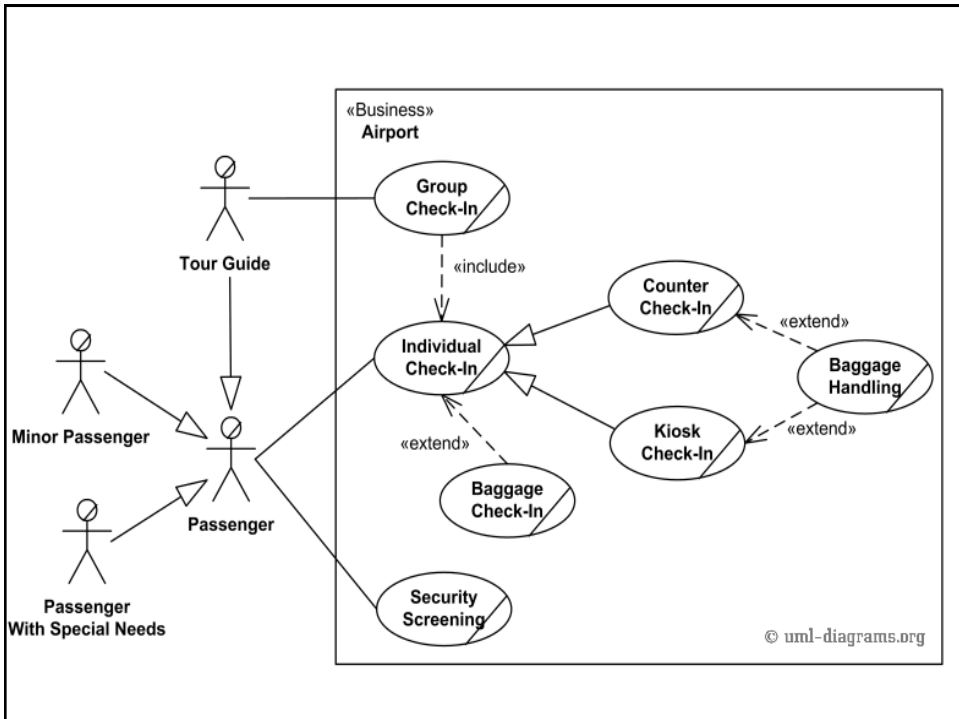 «Business»
Airport
Group
Check-In
Tour Guide
«include»
Counter
Check-In
«extend»
Individual
Check-In
Baggage
Handling
Minor Passenger
«extend»
Kiosk
Check-In
«extend»
Baggage
Check-In
Passenger
Passenger
With Special Needs
Security
Screening
© uml-diagrams.org